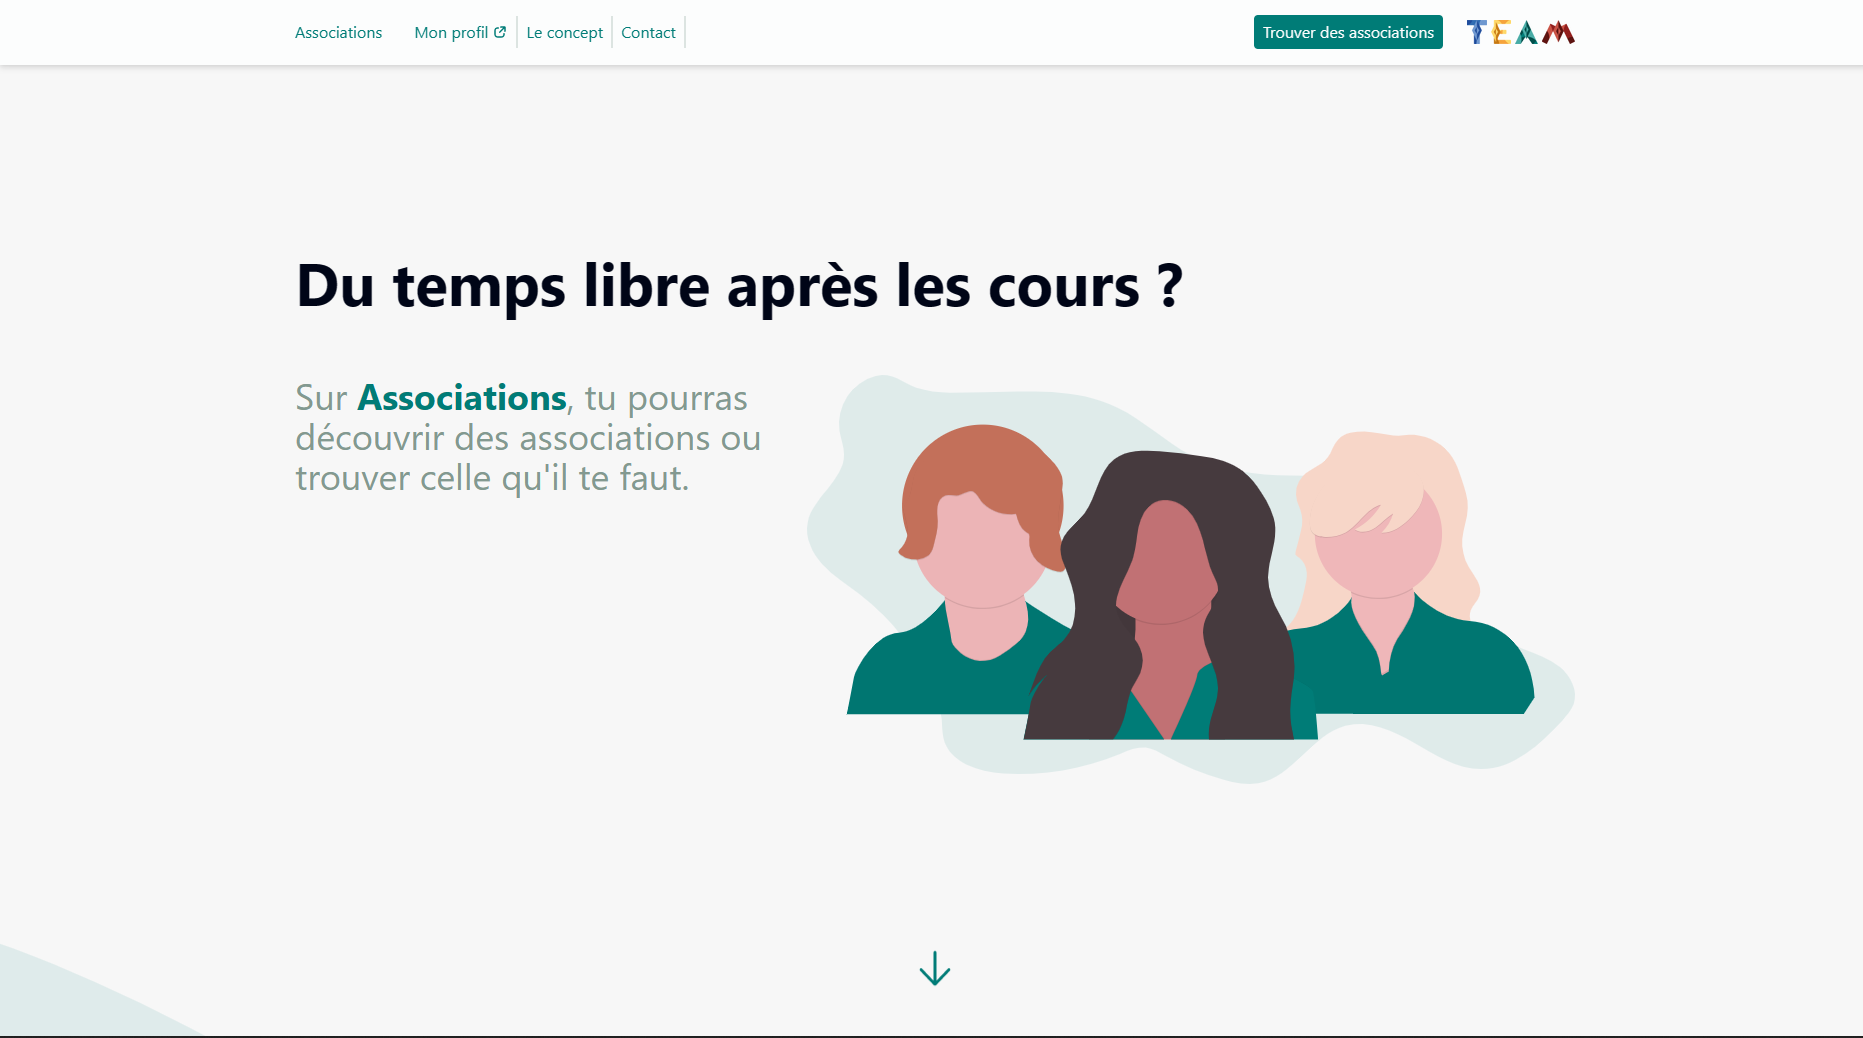 Associations
Mon profil
Le concept
Contact
Trouver des associations
TEAM
Du temps libre après les cours ?
Sur Associations, tu pourras
découvrir des associations ou
trouver celle qu'il te faut.